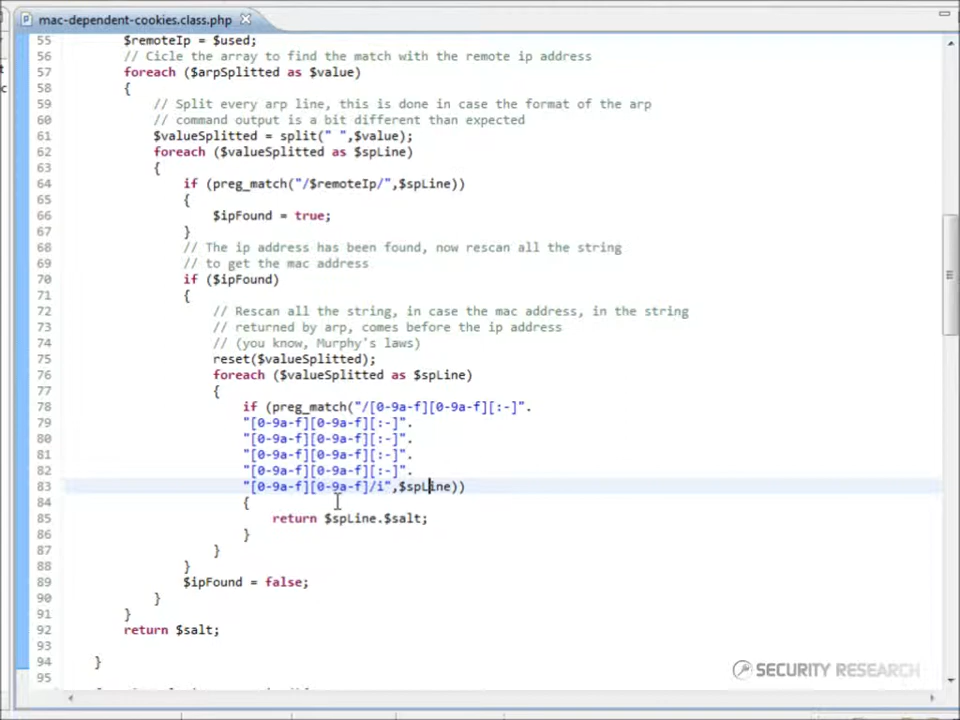 mac-dependent-cookies.class.php
55 $remoteIp = $used;
56 // Cicle the array to find the match with the remote ip address
57 foreach ($arpSplitted as $value)
58 {
59 // Split every arp line, this is done in case the format of the arp
60 // command output is a bit different than expected
61 $valueSplitted = split(" ",$value);
62 foreach ($valueSplitted as $spLine)
63 {
64 if (preg_match("/$remoteIp/",$spLine))
65 {
66 $ipFound = true;
67 }
68 // The ip address has been found, now rescan all the string
69 // to get the mac address
70 if ($ipFound)
71 {
72 // Rescan all the string, in case the mac address, in the string
73 // returned by arp, comes before the ip address
74 // (you know, Murphy's laws)
75 reset($valueSplitted);
76 foreach ($valueSplitted as $spLine)
77 {
78 if (preg_match("/[0-9a-f][0-9a-f][:-]".
79 "[0-9a-f][0-9a-f][:-]".
80 "[0-9a-f][0-9a-f][:-]".
81 "[0-9a-f][0-9a-f][:-]".
82 "[0-9a-f][0-9a-f][:-]".
83 "[0-9a-f][0-9a-f]/i",$spLine))
84 {
85 return $spLine.$salt;
86 }
87 }
88 }
89 $ipFound = false;
90 }
91 }
92 return $salt;
93
94 }
95
SECURITY RESEARCH